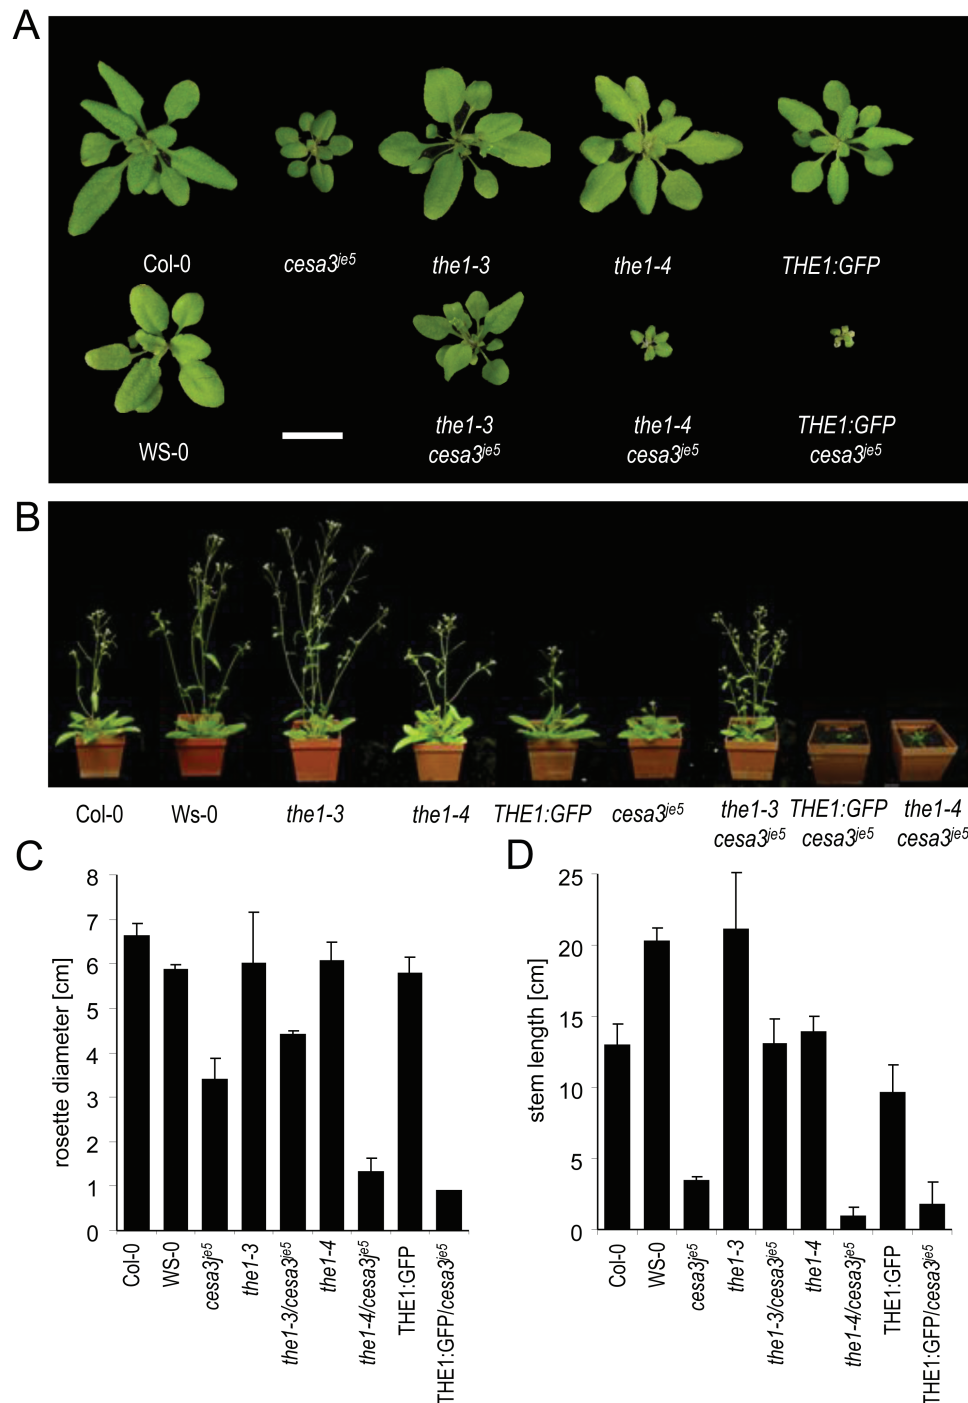 A
Col-0 cesa3je5 the1-3 the1-4 THE1:GFP
WS-0 the1-3 the1-4 THE1:GFP
cesa3je5 cesa3je5 cesa3je5
B
Col-0 Ws-0 the1-3 the1-4 THE1:GFP cesa3je5 the1-3 THE1:GFP the1-4
cesa3je5 cesa3je5 cesa3je5
C
rosette diameter [cm]
8
7
6
5
4
3
2
1
0
Col-0
WS-0
cesa3je5
the1-3
the1-3/cesa3je5
the1-4
the1-4/cesa3je5
THE1:GFP
THE1:GFP/cesa3je5
D
stem length [cm]
25
20
15
10
5
0
Col-0
WS-0
cesa3je5
the1-3
the1-3/cesa3je5
the1-4
the1-4/cesa3je5
THE1:GFP
THE1:GFP/cesa3je5